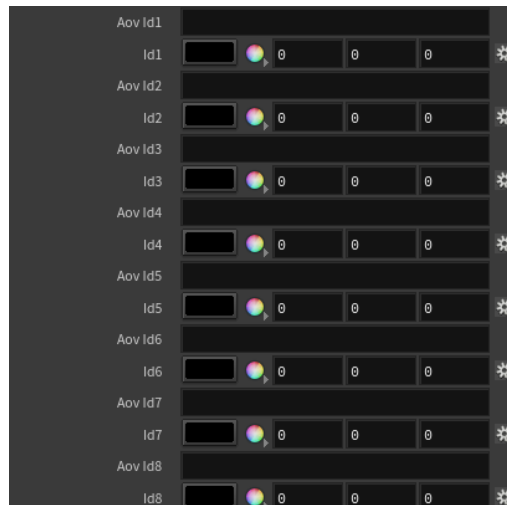 Aov Id1
Id1 0 0 0
Aov Id2
Id2 0 0 0
Aov Id3
Id3 0 0 0
Aov Id4
Id4 0 0 0
Aov Id5
Id5 0 0 0
Aov Id6
Id6 0 0 0
Aov Id7
Id7 0 0 0
Aov Id8
Id8 0 0 0